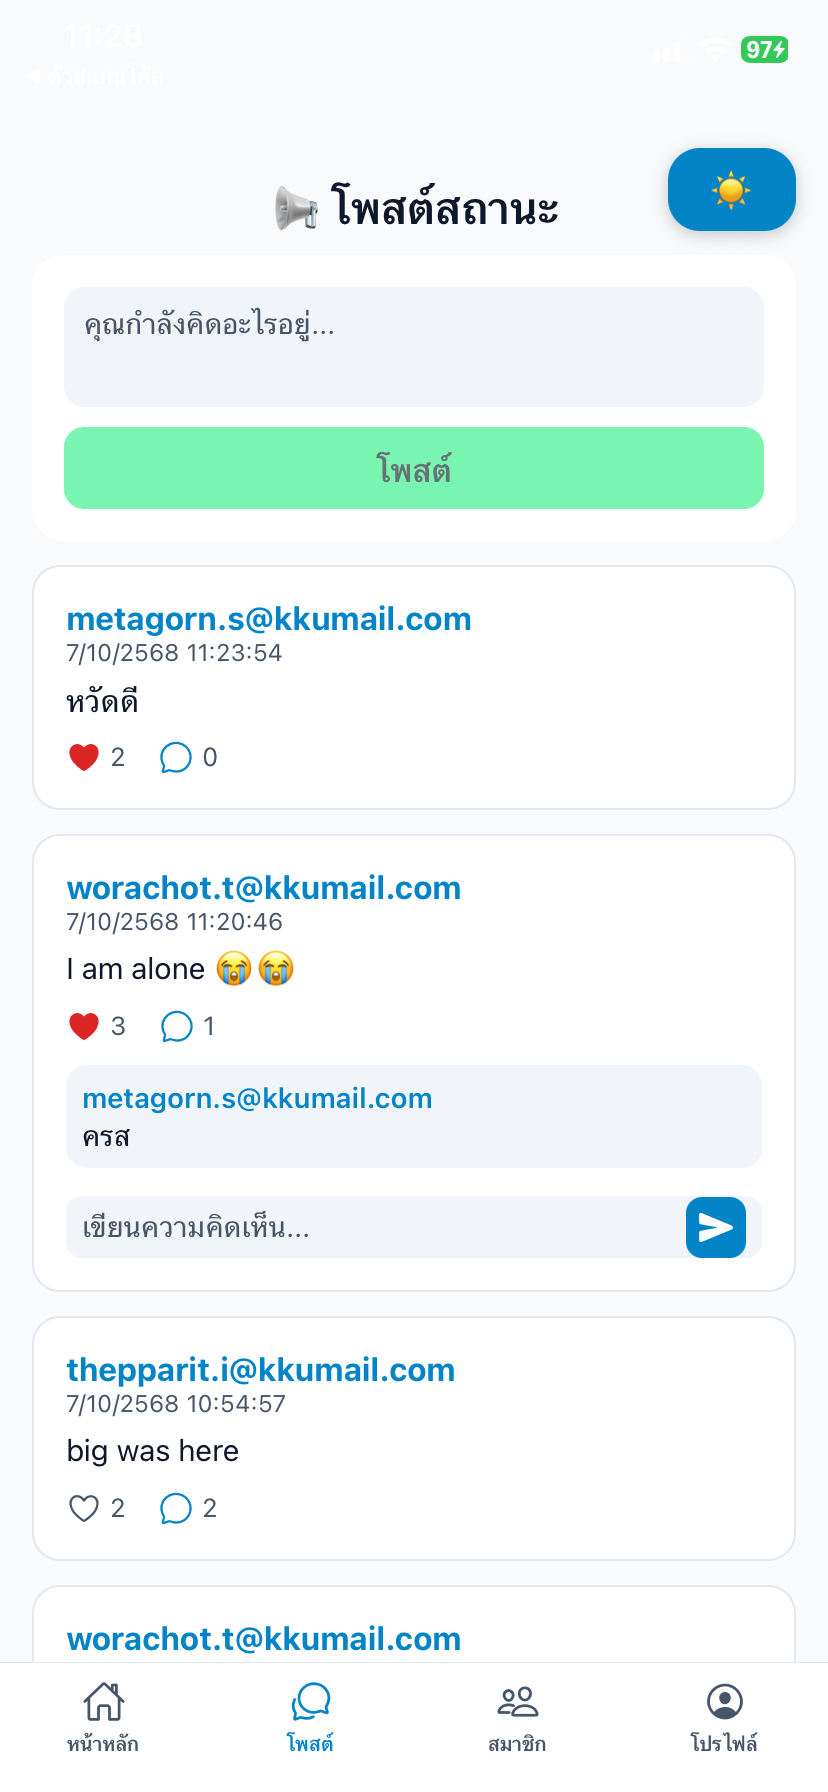 11:28
97
◀ ตัวสแกนโค้ด
📢 โพสต์สถานะ
คุณกำลังคิดอะไรอยู่...
โพสต์
metagorn.s@kkumail.com
7/10/2568 11:23:54
หวัดดี
2 0
worachot.t@kkumail.com
7/10/2568 11:20:46
I am alone 😭😭
3 1
metagorn.s@kkumail.com
ครส
เขียนความคิดเห็น...
thepparit.i@kkumail.com
7/10/2568 10:54:57
big was here
2 2
worachot.t@kkumail.com
หน้าหลัก โพสต์ สมาชิก โปรไฟล์